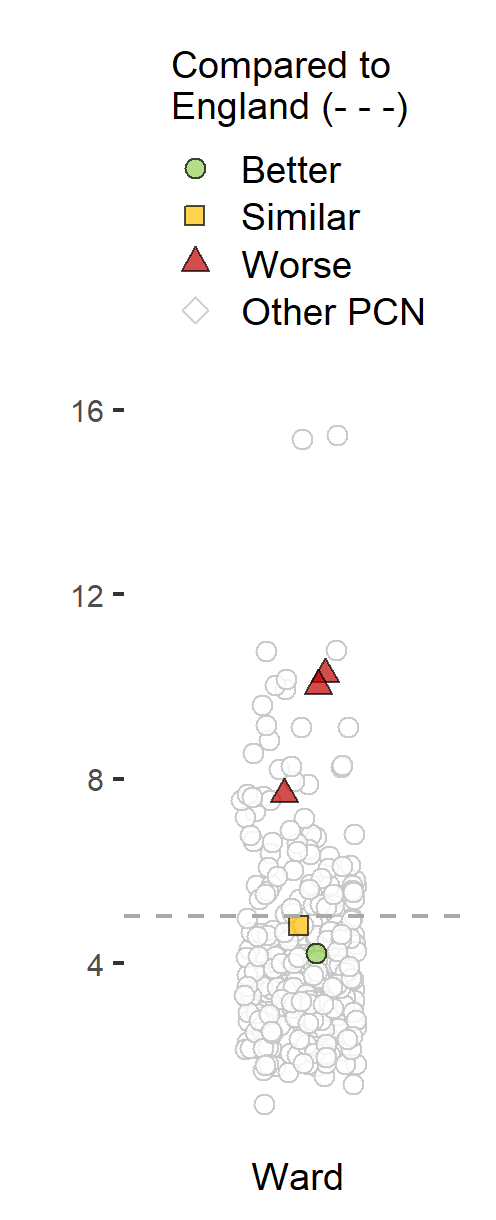 Compared to
England (- - -)
Better
Similar
Worse
Other PCN
16
12
8
4
Ward